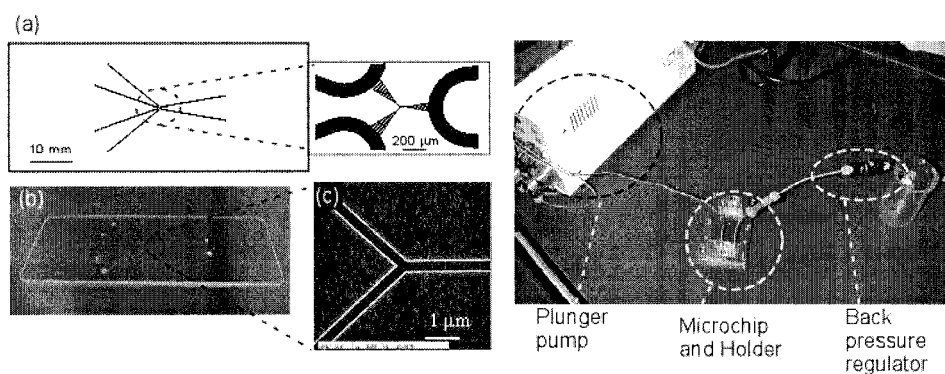 (a)
10 mm
200 µm
(b)
(c)
1 µm
Plunger
pump
Microchip
and Holder
Back
pressure
regulator